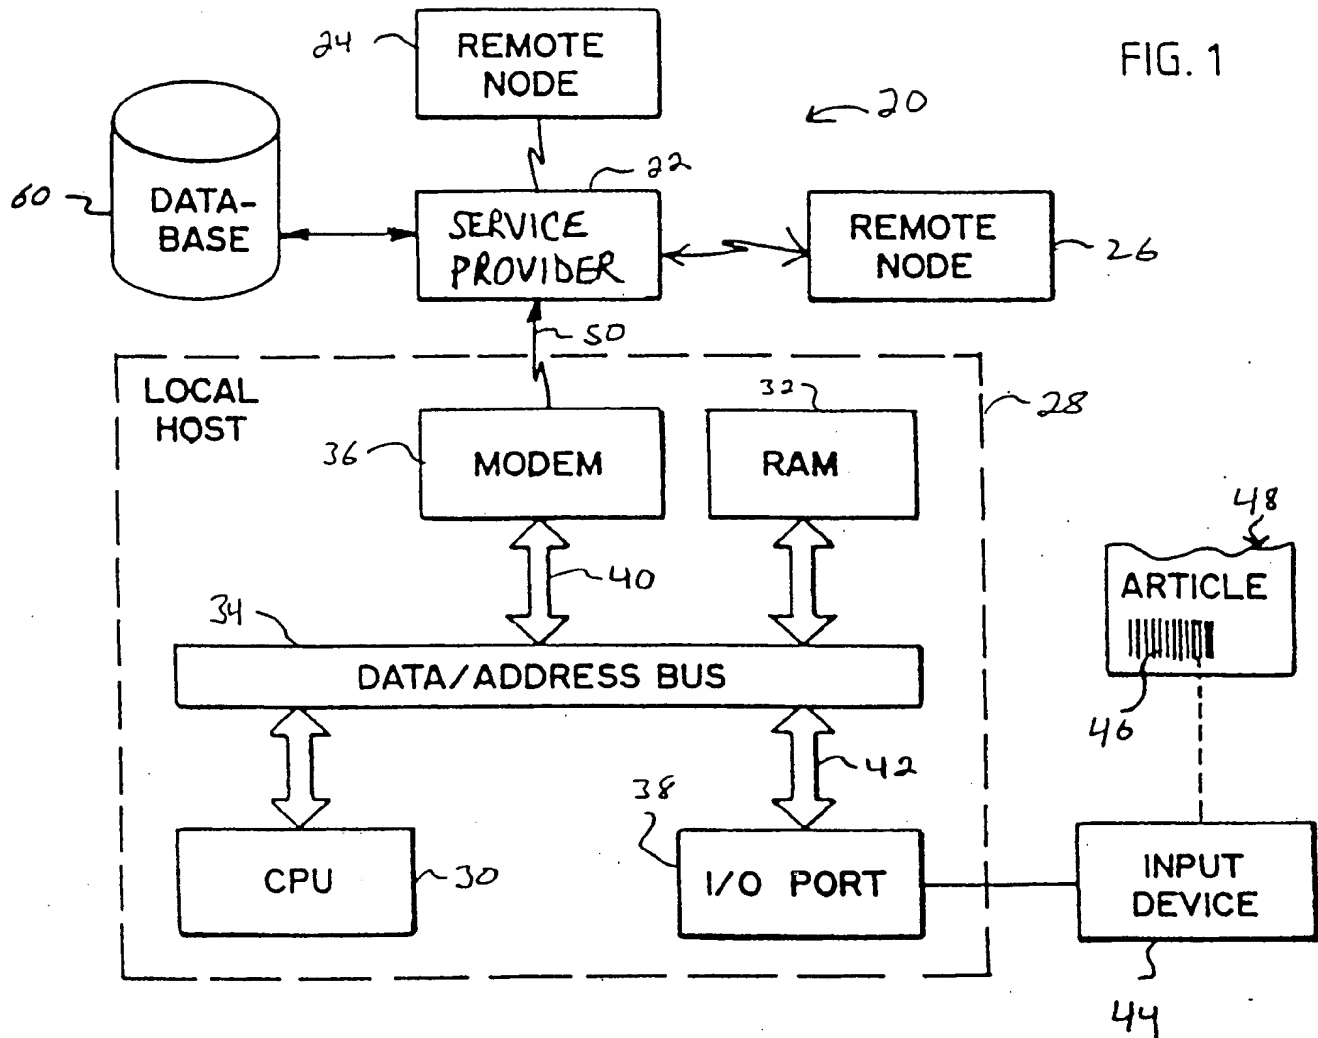 FIG. 1
24
REMOTE
NODE
20
60
DATA-
BASE
22
SERVICE
PROVIDER
REMOTE
NODE
26
50
LOCAL
HOST
28
36
MODEM
32
RAM
40
48
ARTICLE
46
34
DATA/ADDRESS BUS
42
38
CPU
30
I/O PORT
INPUT
DEVICE
44